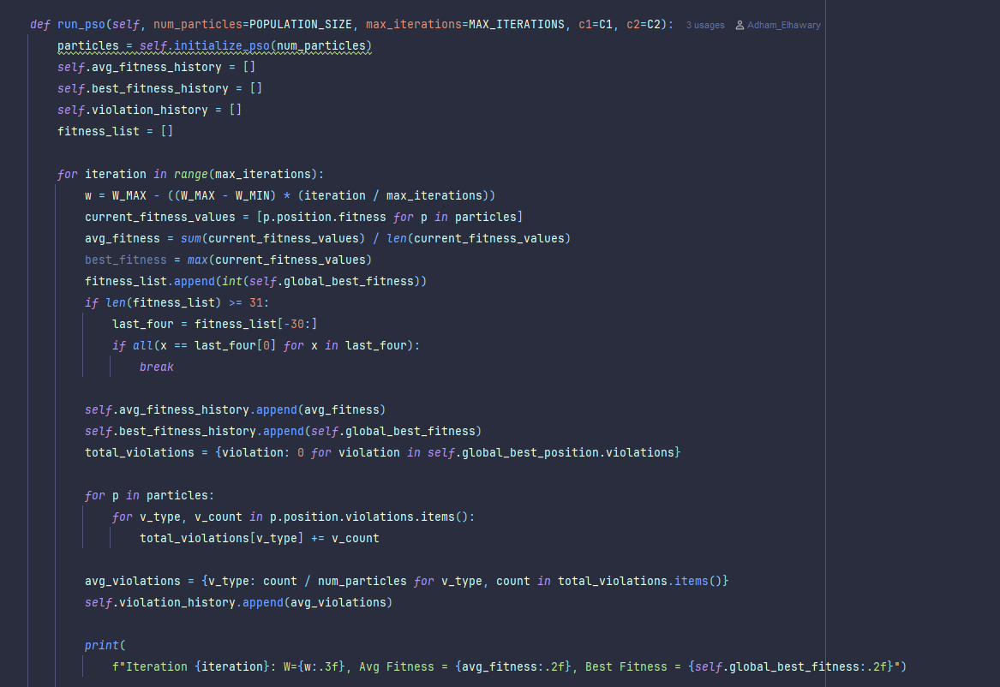 def run_pso(self, num_particles=POPULATION_SIZE, max_iterations=MAX_ITERATIONS, c1=C1, c2=C2): 3 usages Adham_Elhawary
particles = self.initialize_pso(num_particles)
self.avg_fitness_history = []
self.best_fitness_history = []
self.violation_history = []
fitness_list = []
for iteration in range(max_iterations):
w = W_MAX - ((W_MAX - W_MIN) * (iteration / max_iterations))
current_fitness_values = [p.position.fitness for p in particles]
avg_fitness = sum(current_fitness_values) / len(current_fitness_values)
best_fitness = max(current_fitness_values)
fitness_list.append(int(self.global_best_fitness))
if len(fitness_list) >= 31:
last_four = fitness_list[-30:]
if all(x == last_four[0] for x in last_four):
break
self.avg_fitness_history.append(avg_fitness)
self.best_fitness_history.append(self.global_best_fitness)
total_violations = {violation: 0 for violation in self.global_best_position.violations}
for p in particles:
for v_type, v_count in p.position.violations.items():
total_violations[v_type] += v_count
avg_violations = {v_type: count / num_particles for v_type, count in total_violations.items()}
self.violation_history.append(avg_violations)
print(
f"Iteration {iteration}: W={w:.3f}, Avg Fitness = {avg_fitness:.2f}, Best Fitness = {self.global_best_fitness:.2f}")